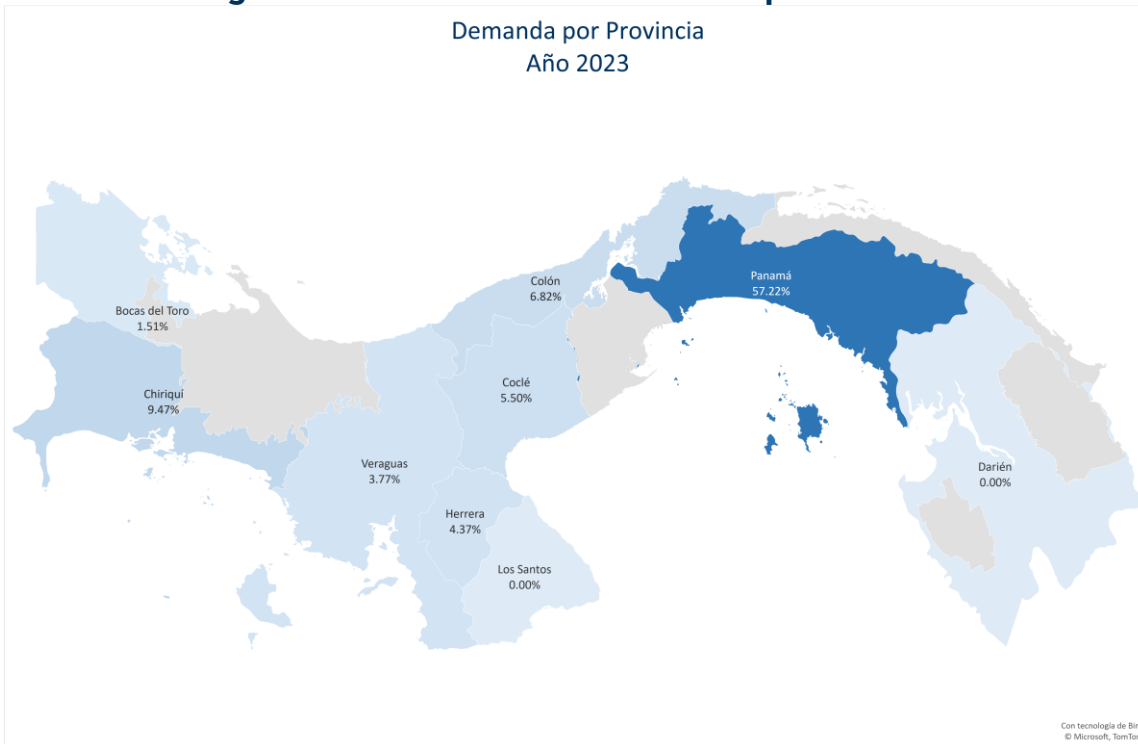 Demanda por Provincia
Año 2023
Colón
6.82%
Panamá
57.22%
Bocas del Toro
1.51%
Chiriquí
9.47%
Coclé
5.50%
Veraguas
3.77%
Darién
0.00%
Herrera
4.37%
Los Santos
0.00%
Con tecnología de
© Microsoft,